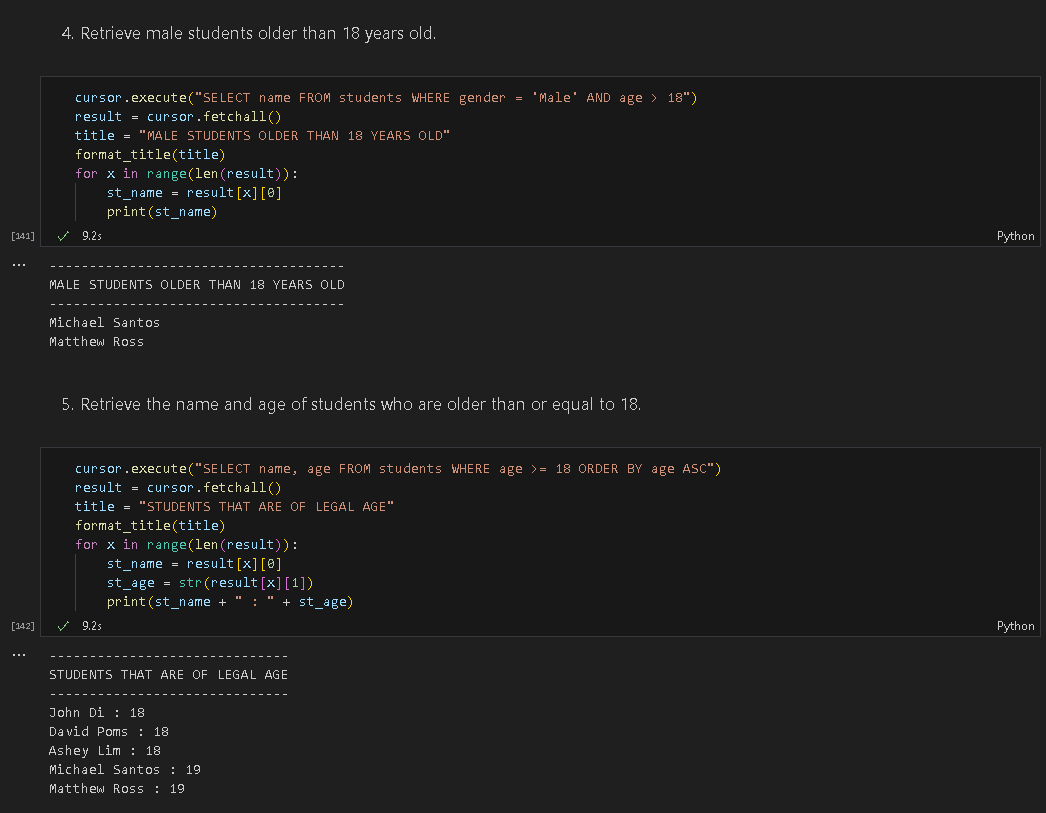 4. Retrieve male students older than 18 years old.
cursor.execute("SELECT name FROM students WHERE gender = 'Male' AND age > 18")
result = cursor.fetchall()
title = "MALE STUDENTS OLDER THAN 18 YEARS OLD"
format_title(title)
for x in range(len(result)):
    st_name = result[x][0]
    print(st_name)
[141] ✓ 9.2s Python
...
-------------------------------------
MALE STUDENTS OLDER THAN 18 YEARS OLD
-------------------------------------
Michael Santos
Matthew Ross
5. Retrieve the name and age of students who are older than or equal to 18.
cursor.execute("SELECT name, age FROM students WHERE age >= 18 ORDER BY age ASC")
result = cursor.fetchall()
title = "STUDENTS THAT ARE OF LEGAL AGE"
format_title(title)
for x in range(len(result)):
    st_name = result[x][0]
    st_age = str(result[x][1])
    print(st_name + " : " + st_age)
[142] ✓ 9.2s Python
...
------------------------------
STUDENTS THAT ARE OF LEGAL AGE
------------------------------
John Di : 18
David Poms : 18
Ashey Lim : 18
Michael Santos : 19
Matthew Ross : 19